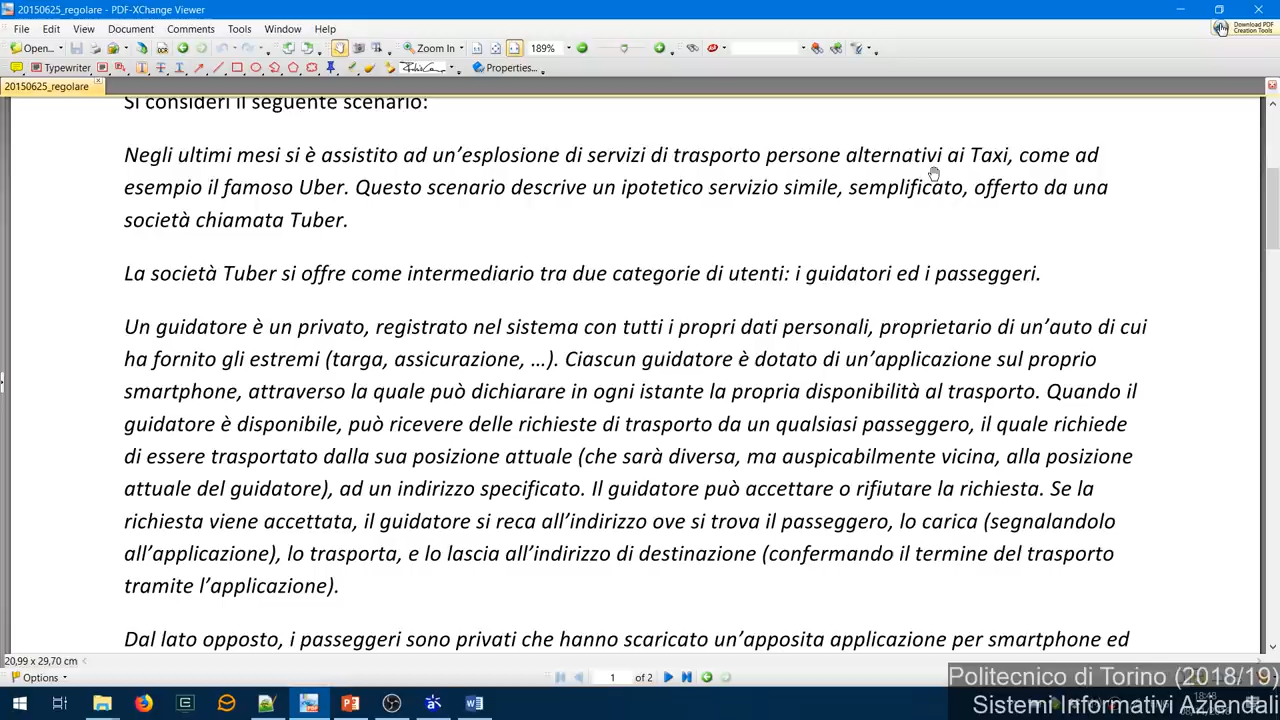 20150625_regolare - PDF-XChange Viewer
File Edit View Document Comments Tools Window Help
Download PDF
Creation Tools
Open... Zoom In 189%
Typewriter Properties...
20150625_regolare
Si consideri il seguente scenario:
Negli ultimi mesi si è assistito ad un’esplosione di servizi di trasporto persone alternativi ai Taxi, come ad
esempio il famoso Uber. Questo scenario descrive un ipotetico servizio simile, semplificato, offerto da una
società chiamata Tuber.
La società Tuber si offre come intermediario tra due categorie di utenti: i guidatori ed i passeggeri.
Un guidatore è un privato, registrato nel sistema con tutti i propri dati personali, proprietario di un’auto di cui
ha fornito gli estremi (targa, assicurazione, …). Ciascun guidatore è dotato di un’applicazione sul proprio
smartphone, attraverso la quale può dichiarare in ogni istante la propria disponibilità al trasporto. Quando il
guidatore è disponibile, può ricevere delle richieste di trasporto da un qualsiasi passeggero, il quale richiede
di essere trasportato dalla sua posizione attuale (che sarà diversa, ma auspicabilmente vicina, alla posizione
attuale del guidatore), ad un indirizzo specificato. Il guidatore può accettare o rifiutare la richiesta. Se la
richiesta viene accettata, il guidatore si reca all’indirizzo ove si trova il passeggero, lo carica (segnalandolo
all’applicazione), lo trasporta, e lo lascia all’indirizzo di destinazione (confermando il termine del trasporto
tramite l’applicazione).
Dal lato opposto, i passeggeri sono privati che hanno scaricato un’apposita applicazione per smartphone ed
20,99 x 29,70 cm
Options 1 of 2
Politecnico di Torino (2018/19)
Sistemi Informativi Aziendali